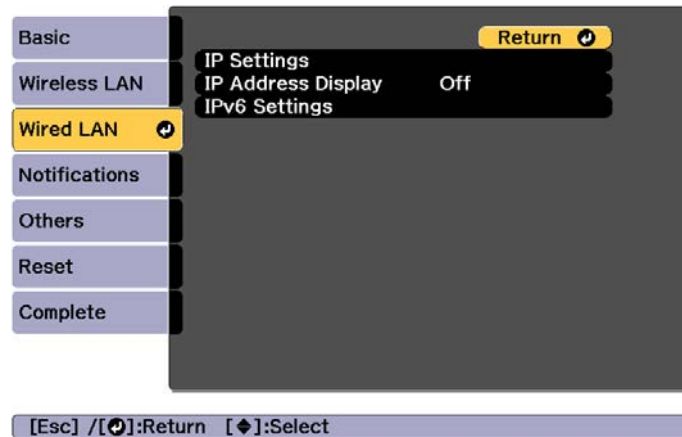 Basic
Wireless LAN
Wired LAN
Notifications
Others
Reset
Complete
Return
IP Settings
IP Address Display Off
IPv6 Settings
[Esc] /[]:Return []:Select